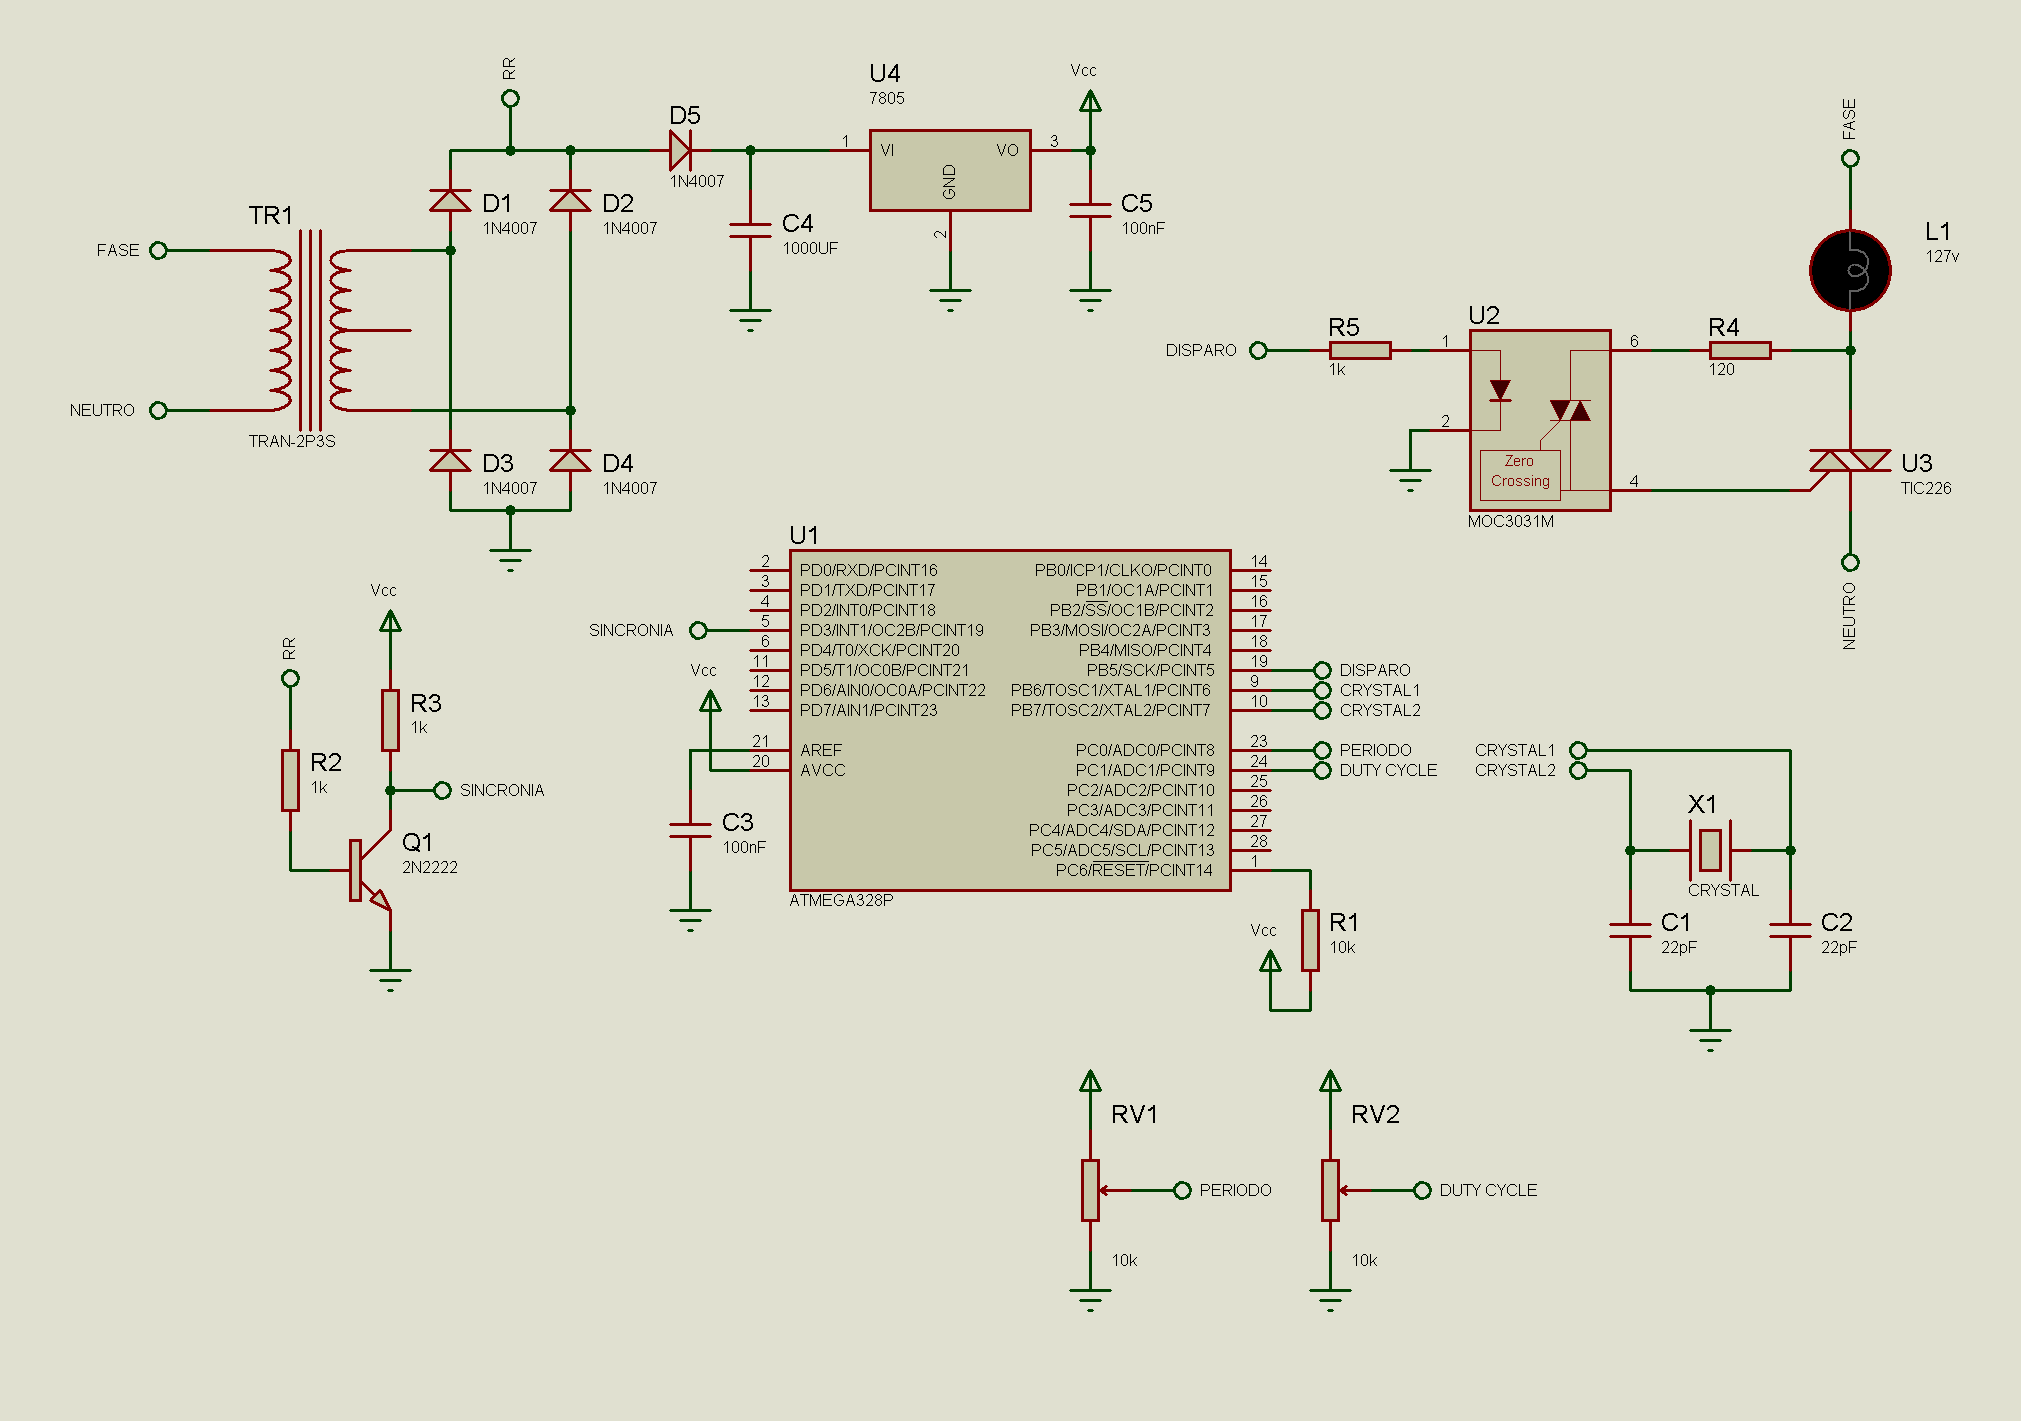 RR
D5
1N4007
U4
7805
1
VI
VO
3
GND
2
Vcc
C5
100nF
C4
1000UF
TR1
FASE
NEUTRO
TRAN-2P3S
D1
1N4007
D2
1N4007
D3
1N4007
D4
1N4007
FASE
L1
127v
DISPARO
R5
1k
U2
1
2
6
4
Zero
Crossing
MOC3031M
R4
120
U3
TIC226
NEUTRO
RR
R2
1k
Vcc
R3
1k
SINCRONIA
Q1
2N2222
U1
2
PD0/RXD/PCINT16
3
PD1/TXD/PCINT17
4
PD2/INT0/PCINT18
SINCRONIA
5
PD3/INT1/OC2B/PCINT19
6
PD4/T0/XCK/PCINT20
11
PD5/T1/OC0B/PCINT21
12
PD6/AIN0/OC0A/PCINT22
13
PD7/AIN1/PCINT23
Vcc
21
AREF
20
AVCC
C3
100nF
ATMEGA328P
PB0/ICP1/CLKO/PCINT0
14
PB1/OC1A/PCINT1
15
PB2/SS/OC1B/PCINT2
16
PB3/MOSI/OC2A/PCINT3
17
PB4/MISO/PCINT4
18
PB5/SCK/PCINT5
19
DISPARO
PB6/TOSC1/XTAL1/PCINT6
9
CRYSTAL1
PB7/TOSC2/XTAL2/PCINT7
10
CRYSTAL2
PC0/ADC0/PCINT8
23
PERIODO
PC1/ADC1/PCINT9
24
DUTY CYCLE
PC2/ADC2/PCINT10
25
PC3/ADC3/PCINT11
26
PC4/ADC4/SDA/PCINT12
27
PC5/ADC5/SCL/PCINT13
28
PC6/RESET/PCINT14
1
Vcc
R1
10k
CRYSTAL1
CRYSTAL2
X1
CRYSTAL
C1
22pF
C2
22pF
RV1
PERIODO
10k
RV2
DUTY CYCLE
10k